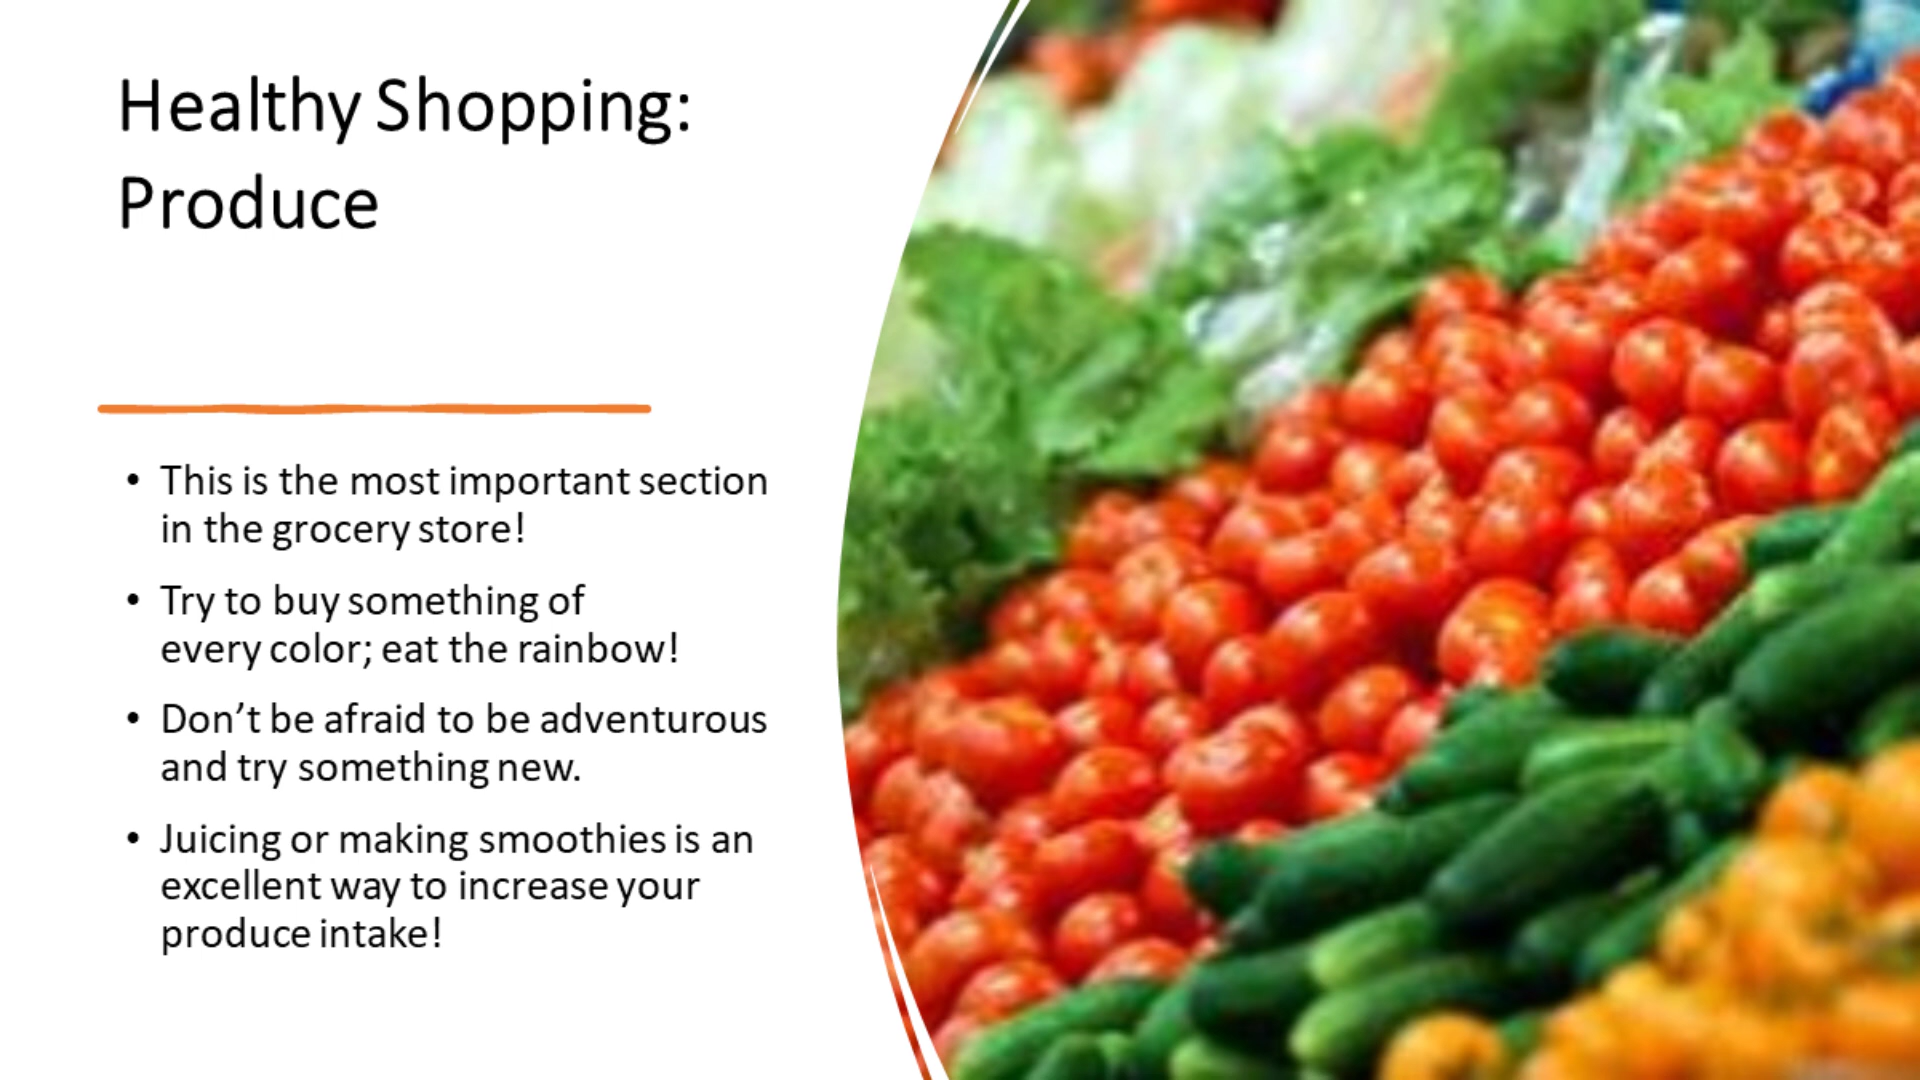 Healthy Shopping:
Produce
• This is the most important section
in the grocery store!
• Try to buy something of
every color; eat the rainbow!
• Don’t be afraid to be adventurous
and try something new.
• Juicing or making smoothies is an
excellent way to increase your
produce intake!